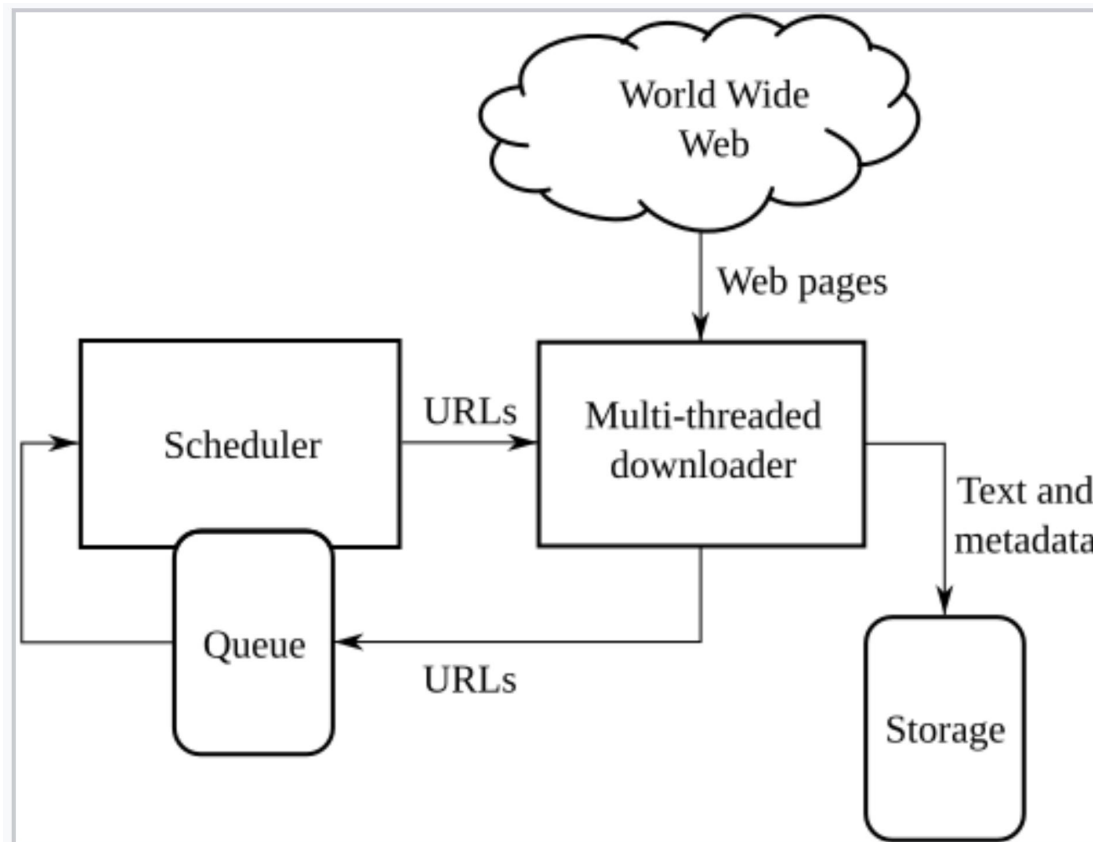 World Wide
Web
Web pages
URLs
Scheduler
Multi-threaded
downloader
Text and
metadata
Queue
URLs
Storage